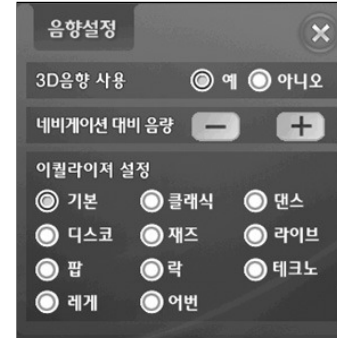 음향설정
3D음향 사용 예 아니오
네비게이션 대비 음량 − +
이퀄라이져 설정
기본 클래식 댄스
디스코 재즈 라이브
팝 락 테크노
레게 어번